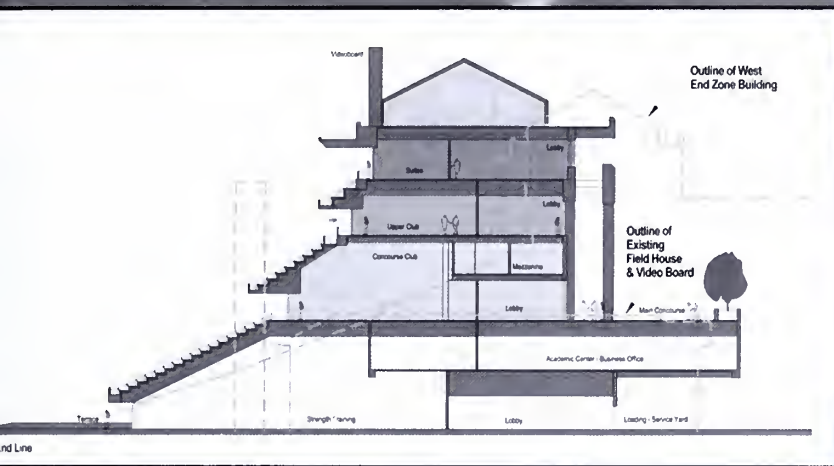 Videoboard
Outline of West
End Zone Building
Lobby
Suites
Lobby
Upper Club
Outline of
Existing
Field House
& Video Board
Concourse Club
Mezzanine
Lobby
Main Concourse
Academic Center - Business Office
Terrace
Strength Training
Lobby
Loading - Service Yard
nd Line